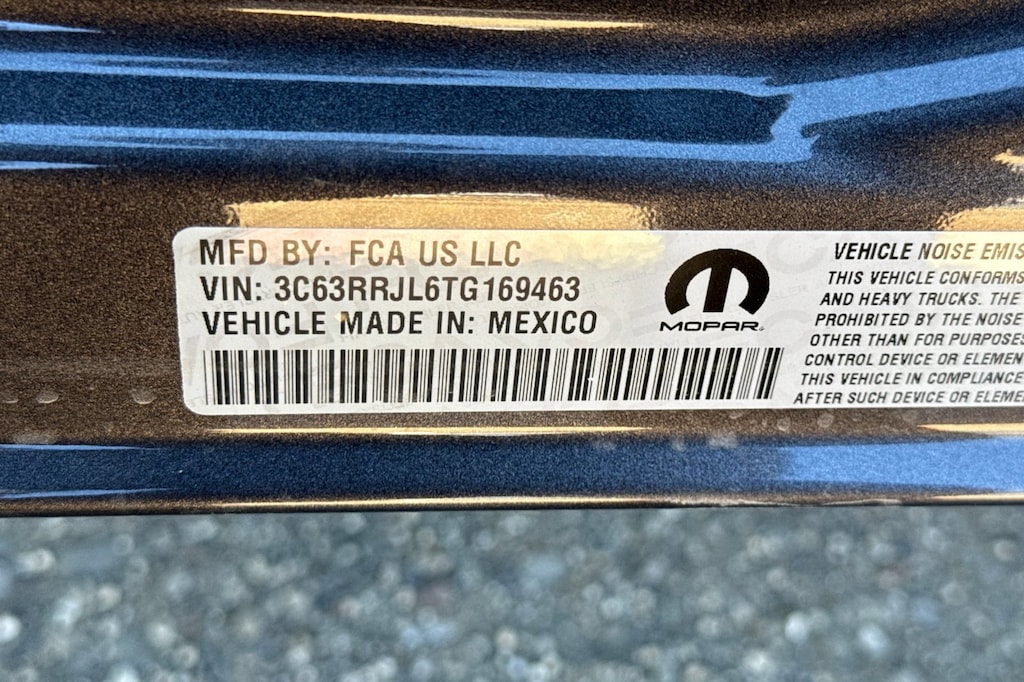 MFD BY: FCA US LLC
VIN: 3C63RRJL6TG169463
VEHICLE MADE IN: MEXICO
MOPAR
VEHICLE NOISE EMIS
THIS VEHICLE CONFORMS
AND HEAVY TRUCKS. THE
PROHIBITED BY THE NOISE
OTHER THAN FOR PURPOSES
CONTROL DEVICE OR ELEMEN
THIS VEHICLE IN COMPLIANCE
AFTER SUCH DEVICE OR ELEME